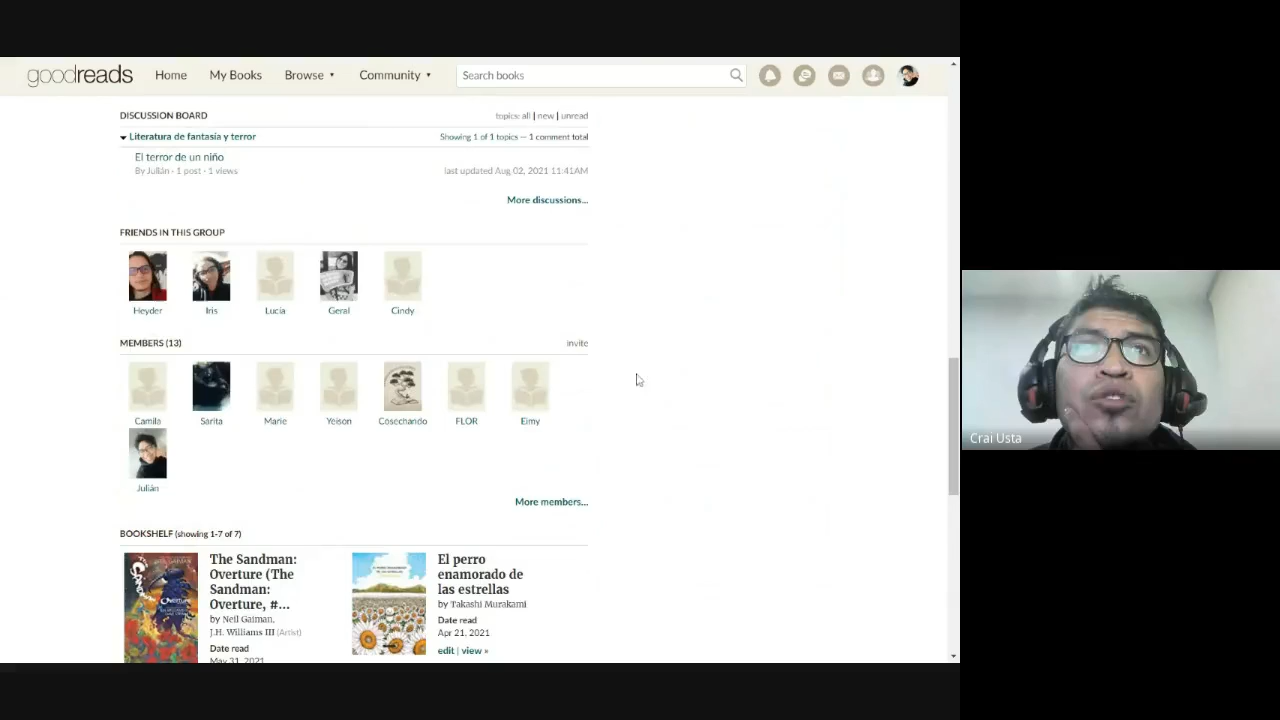 goodreads Home My Books Browse ▾ Community ▾ Search books
DISCUSSION BOARD topics: all | new | unread
Literatura de fantasía y terror Showing 1 of 1 topics — 1 comment total
El terror de un niño
By Julián · 1 post · 1 views last updated Aug 02, 2021 11:41AM
More discussions...
FRIENDS IN THIS GROUP
Heyder Iris Lucía Geral Cindy
MEMBERS (13) invite
Camila Sarita Marie Yeison Cosechando FLOR Eimy
Julián
More members...
BOOKSHELF (showing 1-7 of 7)
The Sandman: Overture (The Sandman: Overture, #...
by Neil Gaiman, J.H. Williams III (Artist)
Date read
May 31, 2021
El perro enamorado de las estrellas
by Takashi Murakami
Date read
Apr 21, 2021
edit | view »
Crai Usta